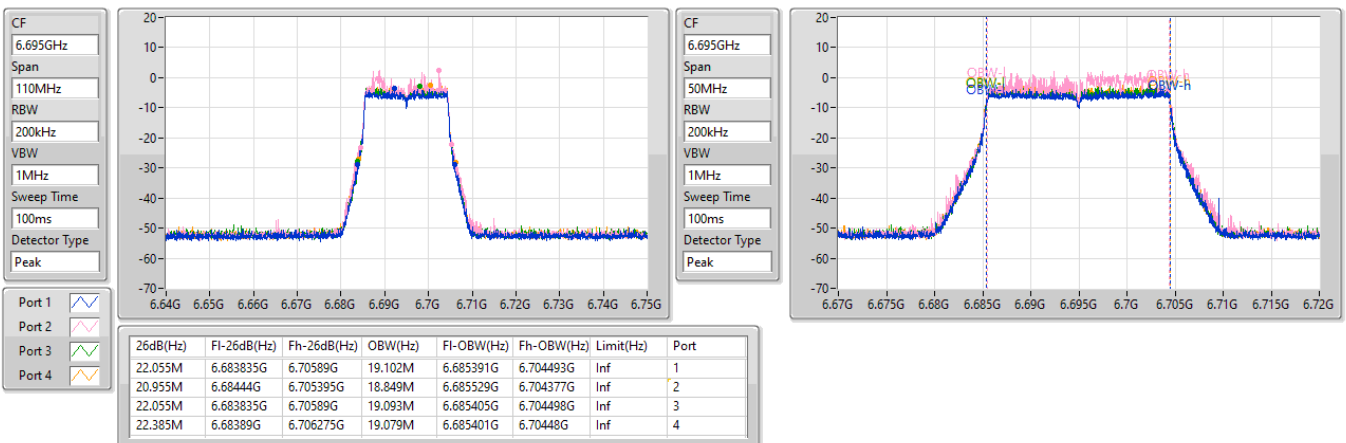 CF
6.695GHz
Span
110MHz
RBW
200kHz
VBW
1MHz
Sweep Time
100ms
Detector Type
Peak
20
10
0
-10
-20
-30
-40
-50
-60
-70
6.64G 6.65G 6.66G 6.67G 6.68G 6.69G 6.7G 6.71G 6.72G 6.73G 6.74G 6.75G
CF
6.695GHz
Span
50MHz
RBW
200kHz
VBW
1MHz
Sweep Time
100ms
Detector Type
Peak
20
10
0
-10
-20
-30
-40
-50
-60
-70
OBW-h
6.67G 6.675G 6.68G 6.685G 6.69G 6.695G 6.7G 6.705G 6.71G 6.715G 6.72G
Port 1
Port 2
Port 3
Port 4
26dB(Hz) Fl-26dB(Hz) Fh-26dB(Hz) OBW(Hz) Fl-OBW(Hz) Fh-OBW(Hz) Limit(Hz) Port
22.055M 6.683835G 6.70589G 19.102M 6.685391G 6.704493G Inf 1
20.955M 6.68444G 6.705395G 18.849M 6.685529G 6.704377G Inf 2
22.055M 6.683835G 6.70589G 19.093M 6.685405G 6.704498G Inf 3
22.385M 6.68389G 6.706275G 19.079M 6.685401G 6.70448G Inf 4